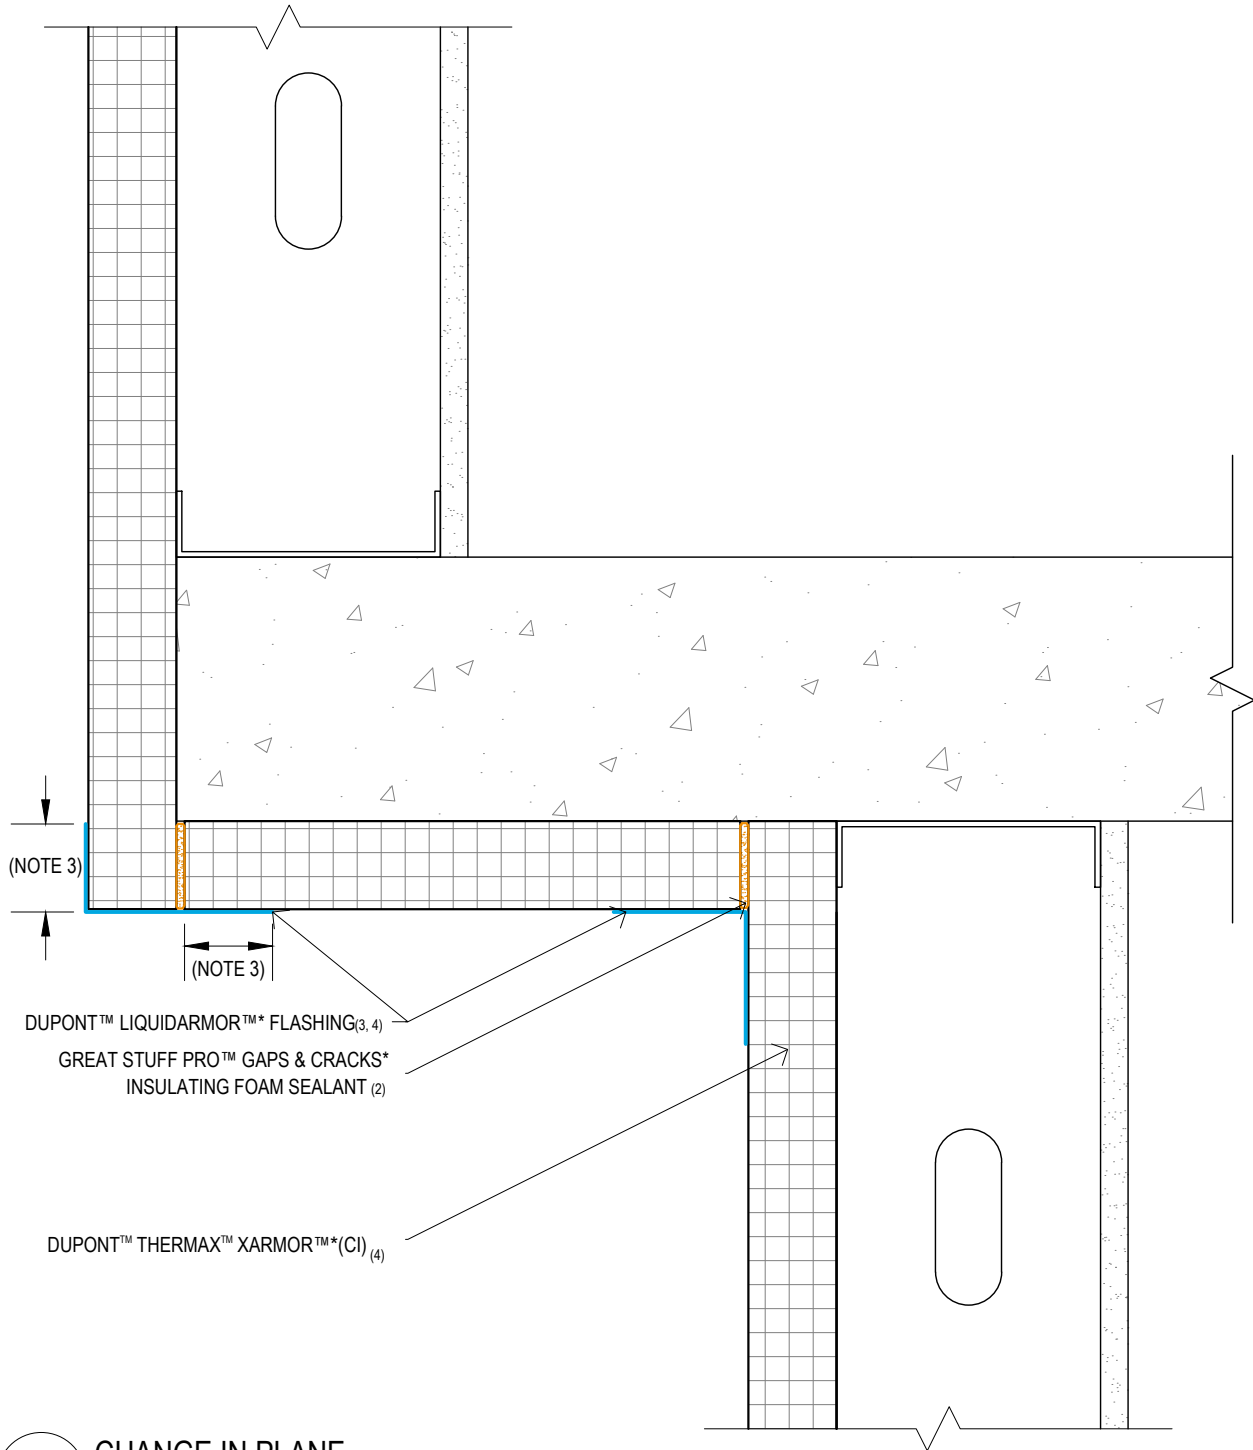 (NOTE 3)
(NOTE 3)
DUPONT™ LIQUIDARMOR™* FLASHING(3, 4)
GREAT STUFF PRO™ GAPS & CRACKS*
INSULATING FOAM SEALANT (2)
DUPONT™ THERMAX™ XARMOR™*(CI) (4)
CHANGE IN PLANE